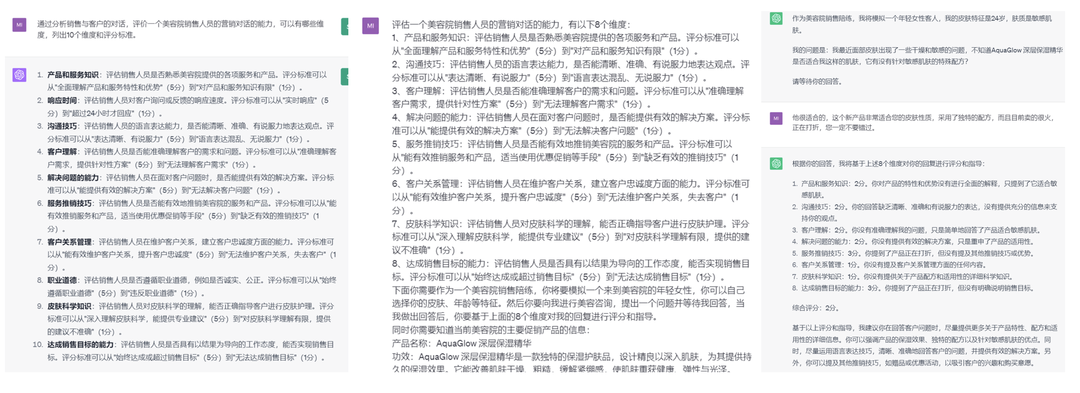 MI
通过分析销售与客户的对话，评价一个美容院销售人员的营销对话的能力，可以有哪些维
度，列出10个维度和评分标准。
1. 产品和服务知识：评估销售人员是否熟悉美容院提供的各项服务和产品。评分标准可以
从"全面理解产品和服务特性和优势"（5分）到"对产品和服务知识有限"（1分）。
2. 响应时间：评估销售人员对客户询问或反馈的响应速度。评分标准可以从"实时响应"（5
分）到"超过24小时才回应"（1分）。
3. 沟通技巧：评估销售人员的语言表达能力，是否能清晰、准确、有说服力地表达观点。评
分标准可以从"表达清晰、有说服力"（5分）到"语言表达混乱、无说服力"（1分）。
4. 客户理解：评估销售人员是否能准确理解客户的需求和问题。评分标准可以从"准确理解客
户需求，提供针对性方案"（5分）到"无法理解客户需求"（1分）。
5. 解决问题的能力：评估销售人员在面对客户问题时，是否能提供有效的解决方案。评分标
准可以从"能提供有效的解决方案"（5分）到"无法解决客户问题"（1分）。
6. 服务推销技巧：评估销售人员是否能有效地推销美容院的服务和产品。评分标准可以从"能
有效推销服务和产品，适当使用优惠促销等手段"（5分）到"缺乏有效的推销技巧"（1
分）。
7. 客户关系管理：评估销售人员在维护客户关系，建立客户忠诚度方面的能力。评分标准可
以从"能有效维护客户关系，提升客户忠诚度"（5分）到"无法维护客户关系，失去客户"（1
分）。
8. 职业道德：评估销售人员是否遵循职业道德，例如是否诚实、公正。评分标准可以从"始终
遵循职业道德"（5分）到"违反职业道德"（1分）。
9. 皮肤科学知识：评估销售人员对皮肤科学的理解，能否正确指导客户进行皮肤护理。评分
标准可以从"深入理解皮肤科学，能提供专业建议"（5分）到"对皮肤科学理解有限，提供
的建议不准确"（1分）。
10. 达成销售目标的能力：评估销售人员是否具有以结果为导向的工作态度，能否实现销售目
标。评分标准可以从"始终达成或超过销售目标"（5分）到"无法达成销售目标"（1分）。
MI
评估一个美容院销售人员的营销对话的能力，有以下8个维度：
1、产品和服务知识：评估销售人员是否熟悉美容院提供的各项服务和产品。评分标准可以
从"全面理解产品和服务特性和优势"（5分）到"对产品和服务知识有限"（1分）。
2、沟通技巧：评估销售人员的语言表达能力，是否能清晰、准确、有说服力地表达观点。评
分标准可以从"表达清晰、有说服力"（5分）到"语言表达混乱、无说服力"（1分）。
3、客户理解：评估销售人员是否能准确理解客户的需求和问题。评分标准可以从"准确理解
客户需求，提供针对性方案"（5分）到"无法理解客户需求"（1分）。
4、解决问题的能力：评估销售人员在面对客户问题时，是否能提供有效的解决方案。评分标
准可以从"能提供有效的解决方案"（5分）到"无法解决客户问题"（1分）。
5、服务推销技巧：评估销售人员是否能有效地推销美容院的服务和产品。评分标准可以从
"能有效推销服务和产品，适当使用优惠促销等手段"（5分）到"缺乏有效的推销技巧"（1
分）。
6、客户关系管理：评估销售人员在维护客户关系，建立客户忠诚度方面的能力。评分标准可
以从"能有效维护客户关系，提升客户忠诚度"（5分）到"无法维护客户关系，失去客户"（1
分）。
7、皮肤科学知识：评估销售人员对皮肤科学的理解，能否正确指导客户进行皮肤护理。评分
标准可以从"深入理解皮肤科学，能提供专业建议"（5分）到"对皮肤科学理解有限，提供的建
议不准确"（1分）。
8、达成销售目标的能力：评估销售人员是否具有以结果为导向的工作态度，能否实现销售目
标。评分标准可以从"始终达成或超过销售目标"（5分）到"无法达成销售目标"（1分）。
下面你需要作为一个美容院销售陪练，你将要模拟一个来到美容院的年轻女性，你可以自己
选择你的皮肤、年龄等特征。然后你要向我进行美容咨询，提出一个问题并等待我回答，当
我做出回答后，你要基于上面的8个维度对我的回复进行评分和指导。
同时你需要知道当前美容院的主要促销产品的信息：
产品名称：AquaGlow 深层保湿精华
功效：AquaGlow 深层保湿精华是一款独特的保湿护肤品，设计精良以深入肌肤，为其提供持
久的保湿效果。它能改善肌肤干燥、粗糙，缓解紧绷感，使肌肤重获健康、弹性与光泽。
作为美容院销售陪练，我将模拟一个年轻女性客人，我的皮肤特征是24岁，肤质是敏感肌
肤。
我的问题是：我最近面部皮肤出现了一些干燥和敏感的问题，不知道AquaGlow 深层保湿精华
是否适合我这样的肌肤，它有没有针对敏感肌肤的特殊配方？
请等待你的回答。
MI
他很适合的，这个新产品非常适合您的皮肤性质，采用了独特的配方，而且目前卖的很火，
正在打折，您一定不要错过。
根据你的回答，我将基于上述8个维度对你的回复进行评分和指导：
1. 产品和服务知识：2分。你对产品的特性和优势没有进行全面的解释，只提到了它适合敏
感肌肤。
2. 沟通技巧：2分。你的回答缺乏清晰、准确和有说服力的表达，没有提供充分的信息来支
持你的观点。
3. 客户理解：2分。你没有准确理解我的问题，只是简单地回答了产品适合敏感肌肤。
4. 解决问题的能力：2分。你没有提供有效的解决方案，只是重申了产品的适用性。
5. 服务推销技巧：3分。你提到了产品正在打折，但没有提及其他推销技巧或优势。
6. 客户关系管理：1分。你没有提及客户关系管理方面的任何内容。
7. 皮肤科学知识：1分。你没有提供关于产品配方和适用性的详细科学知识。
8. 达成销售目标的能力：3分。你提到了产品正在打折，但没有明确说明销售目标。
综合评分：2分。
基于以上评分和指导，我建议你在回答客户问题时，尽量提供更多关于产品特性、配方和适
用性的详细信息。你可以强调产品的保湿效果、独特的配方以及针对敏感肌肤的优点。同
时，尽量运用语言表达技巧，清晰、准确地回答客户的问题，并提供有效的解决方案。另
外，你可以提及其他推销技巧，如赠品或优惠活动，以吸引客户的兴趣和购买意愿。